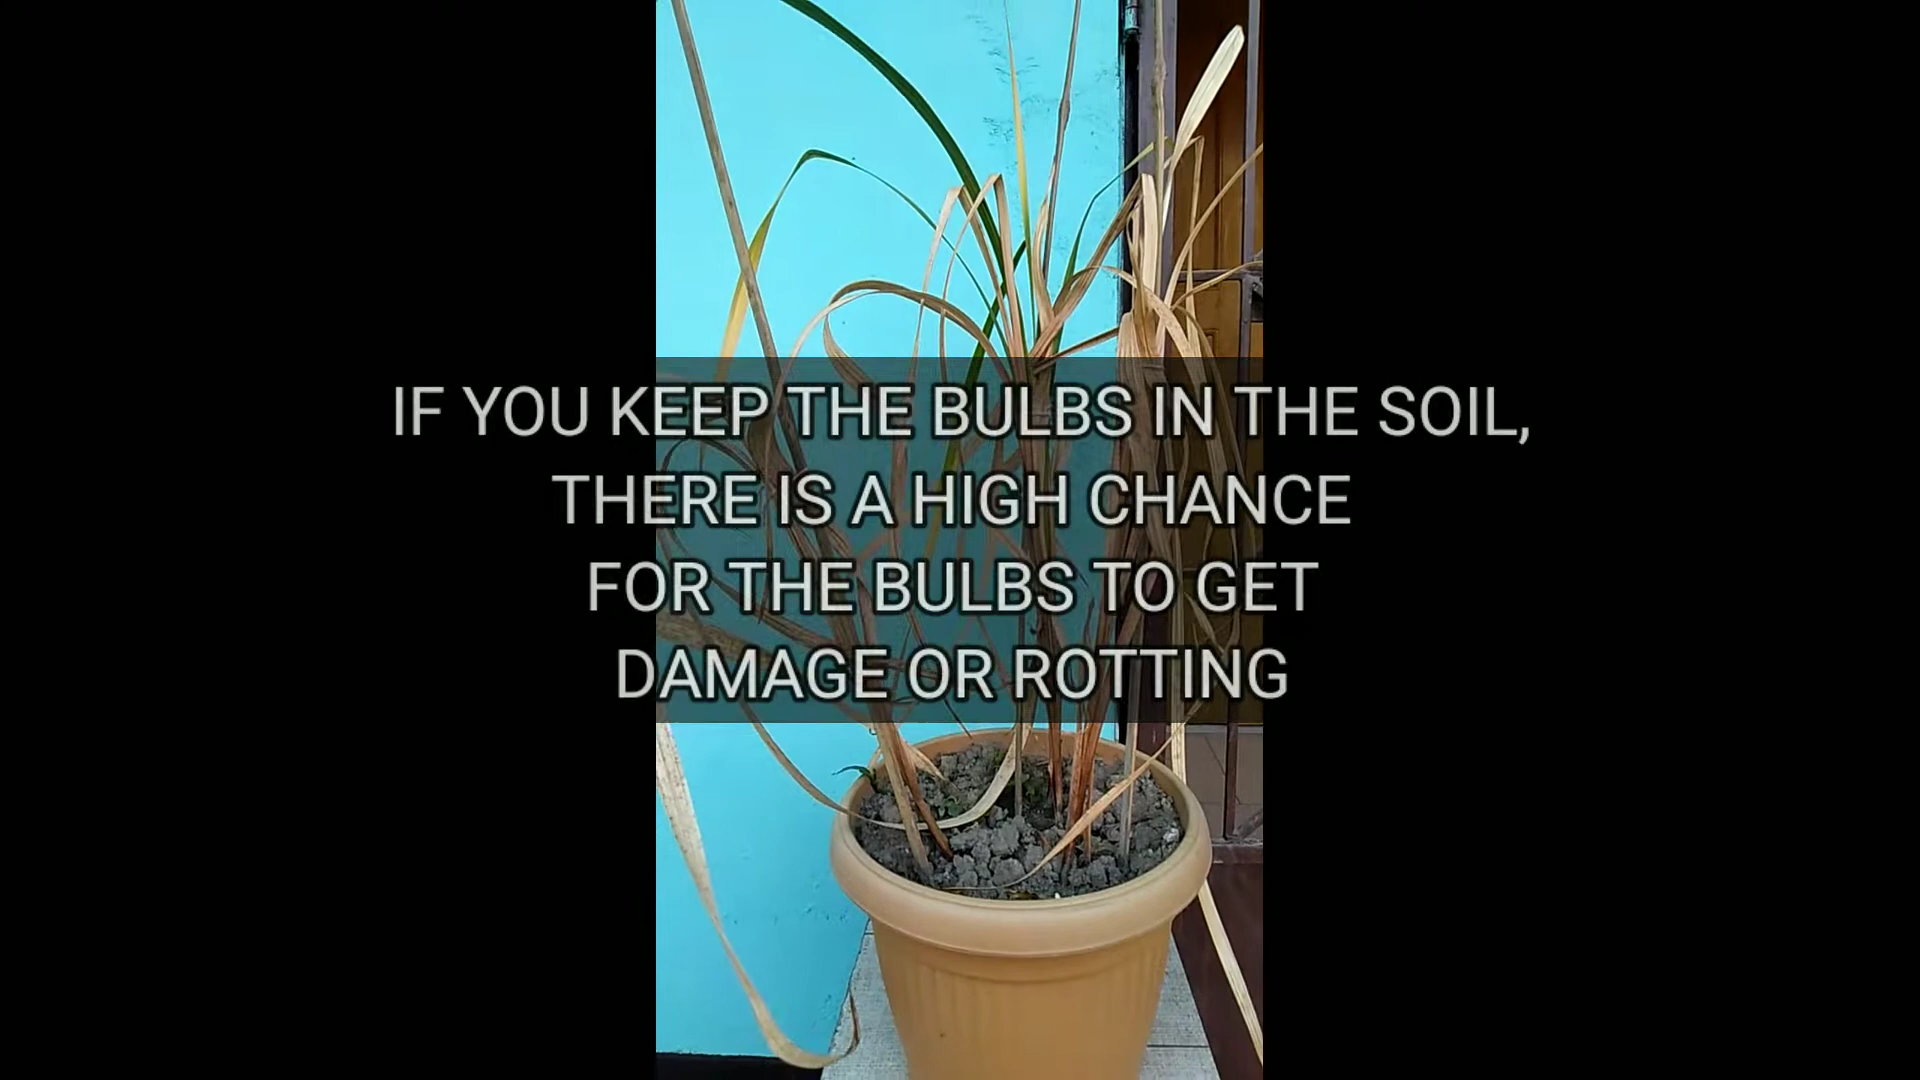 IF YOU KEEP THE BULBS IN THE SOIL,
THERE IS A HIGH CHANCE
FOR THE BULBS TO GET
DAMAGE OR ROTTING